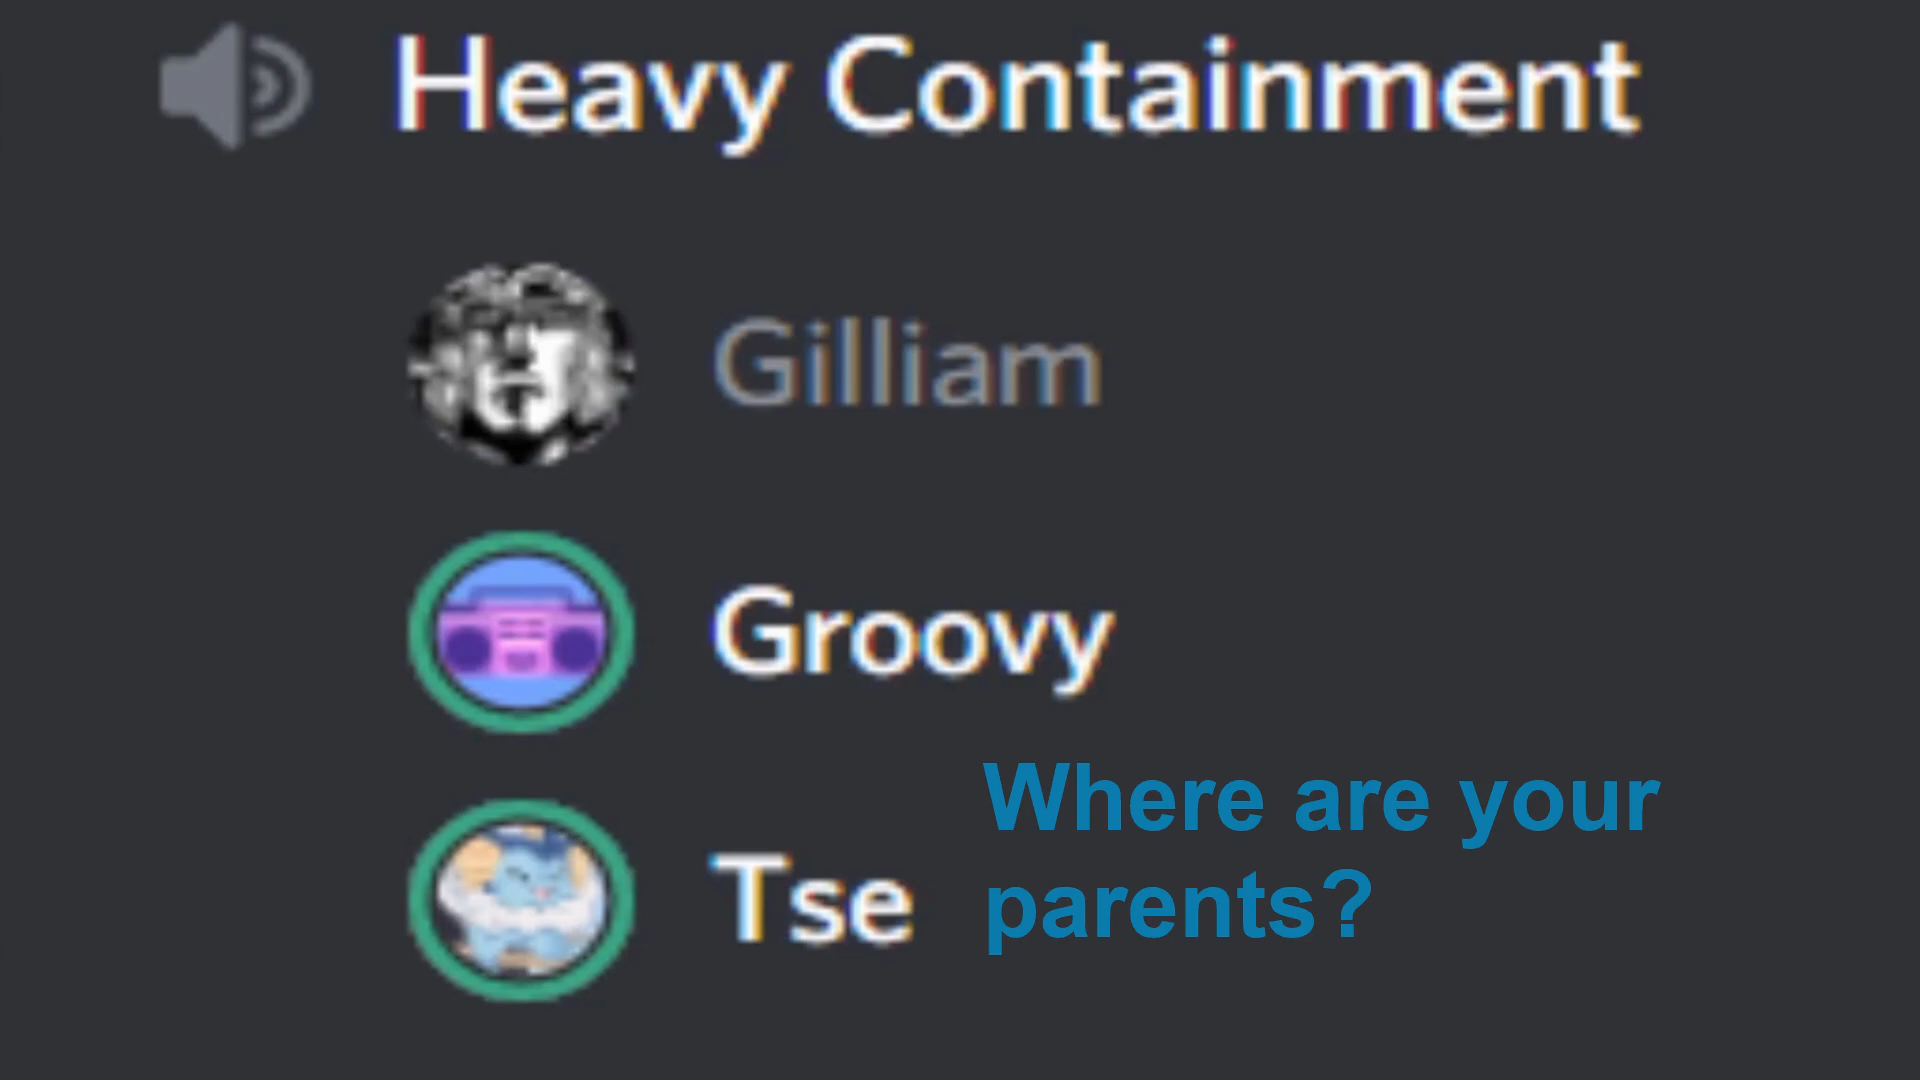 Heavy Containment
Gilliam
Groovy
Tse
Where are your
parents?